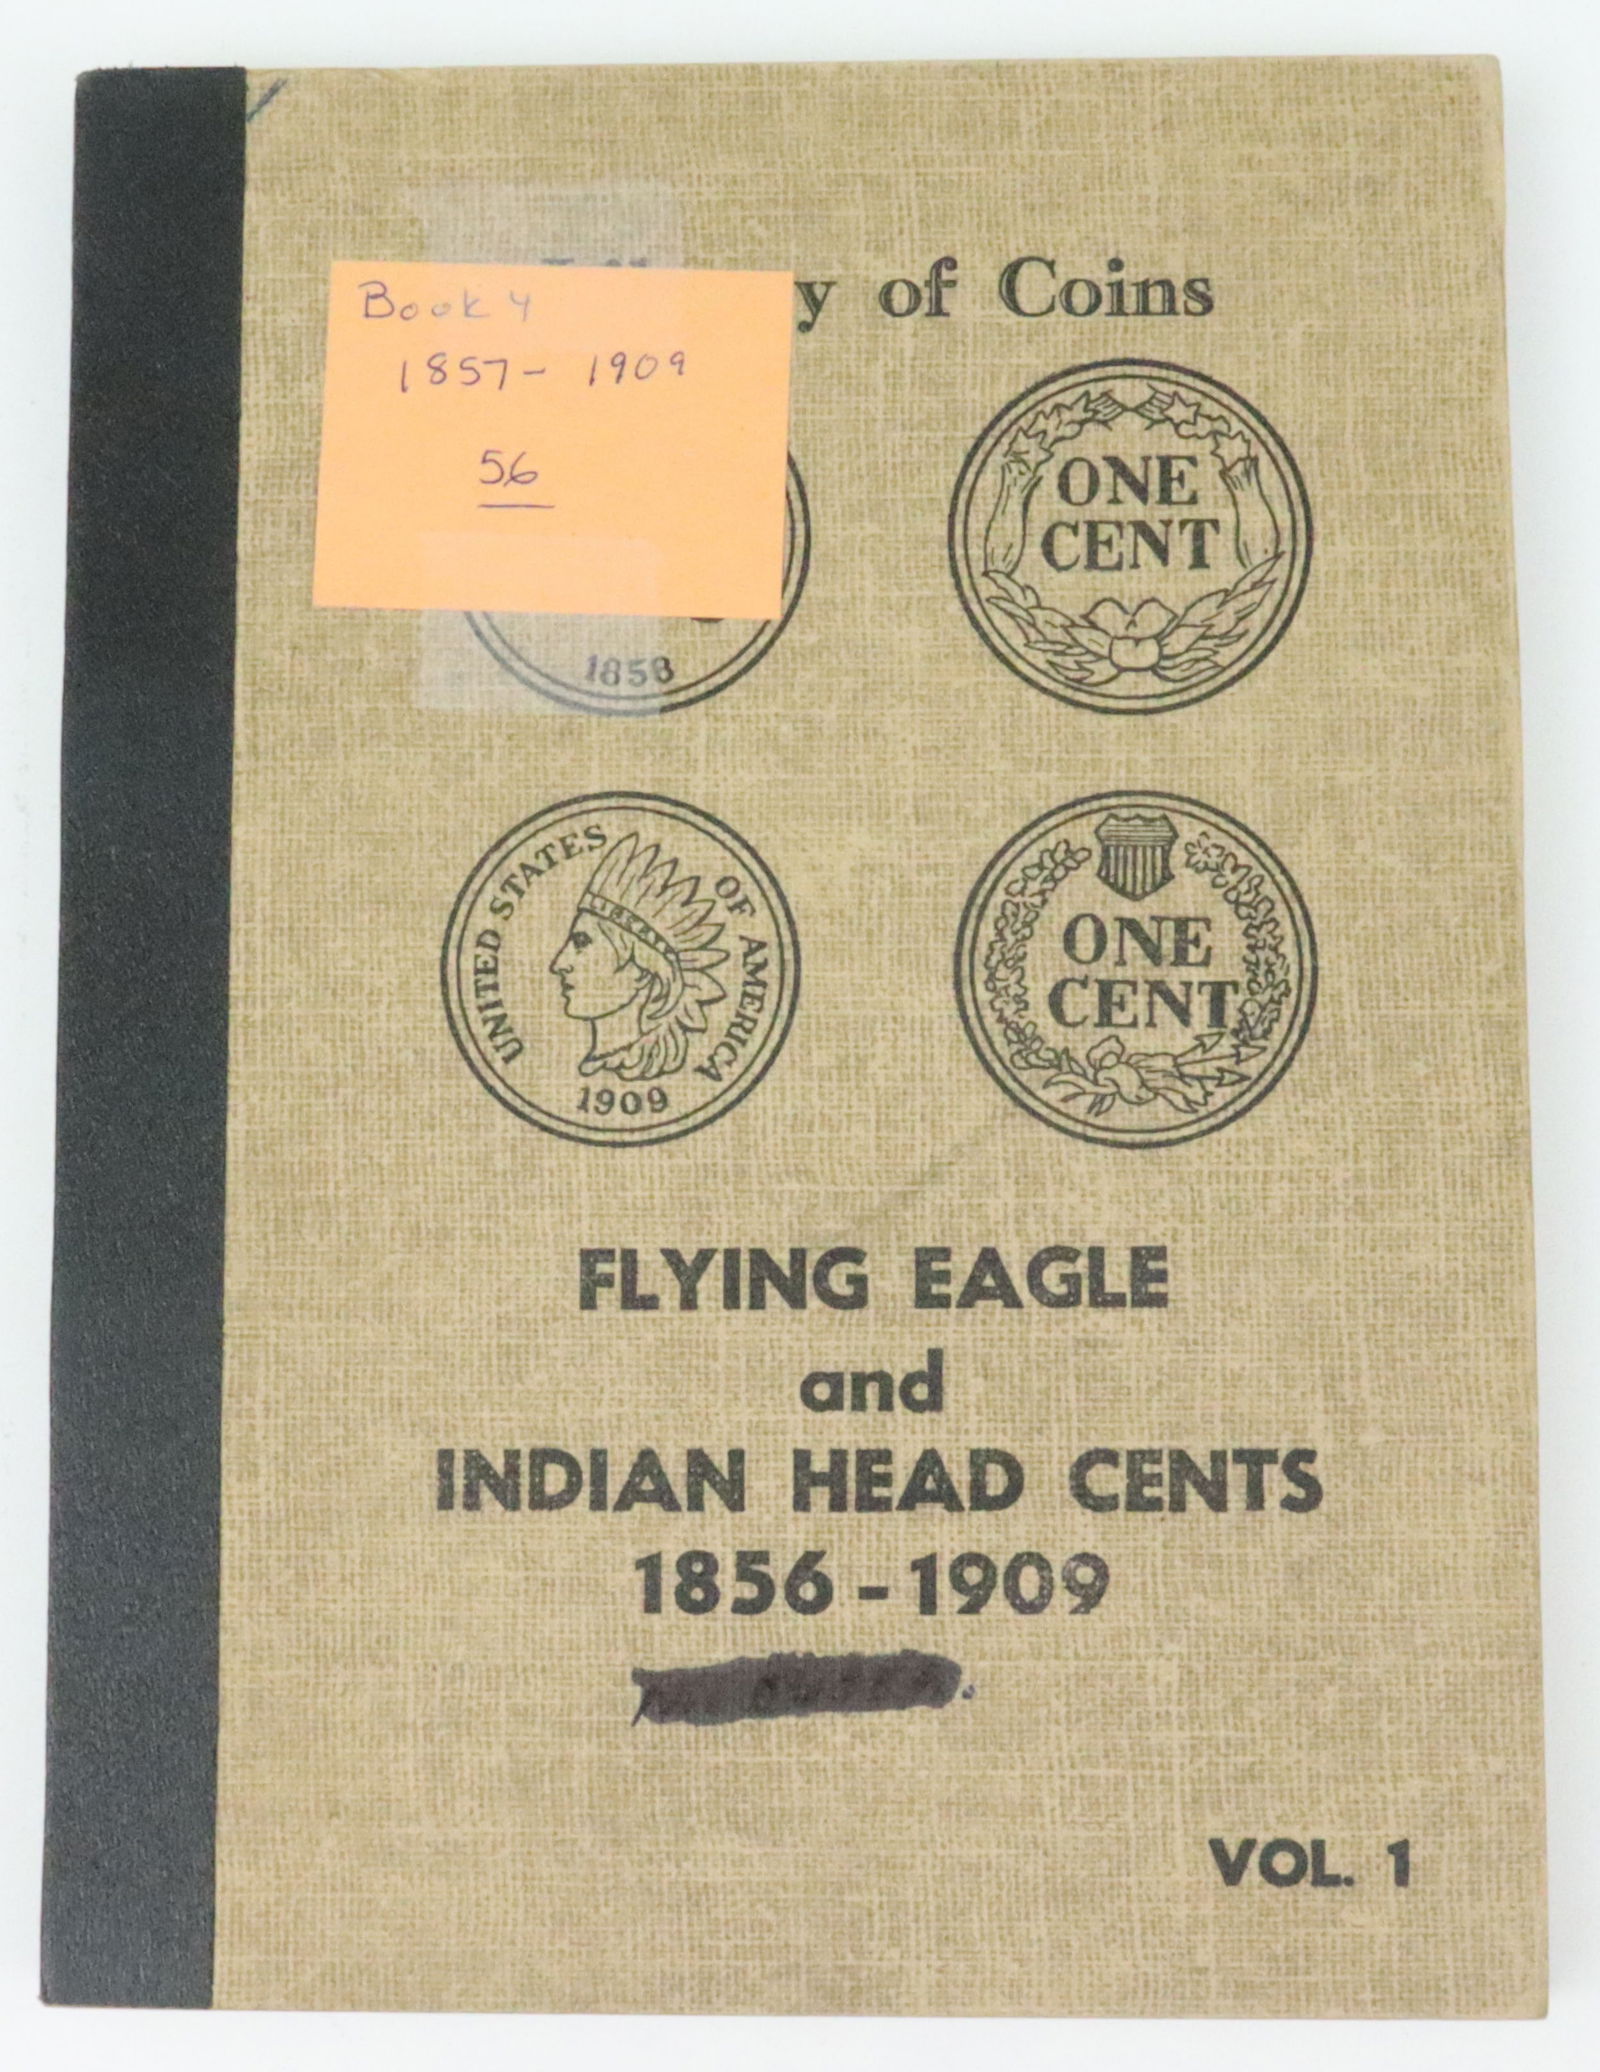 Book 4
1857 - 1909
56
of Coins
1858
ONE
CENT
UNITED STATES OF AMERICA
LIBERTY
1909
ONE
CENT
FLYING EAGLE
and
INDIAN HEAD CENTS
1856 - 1909
VOL. 1